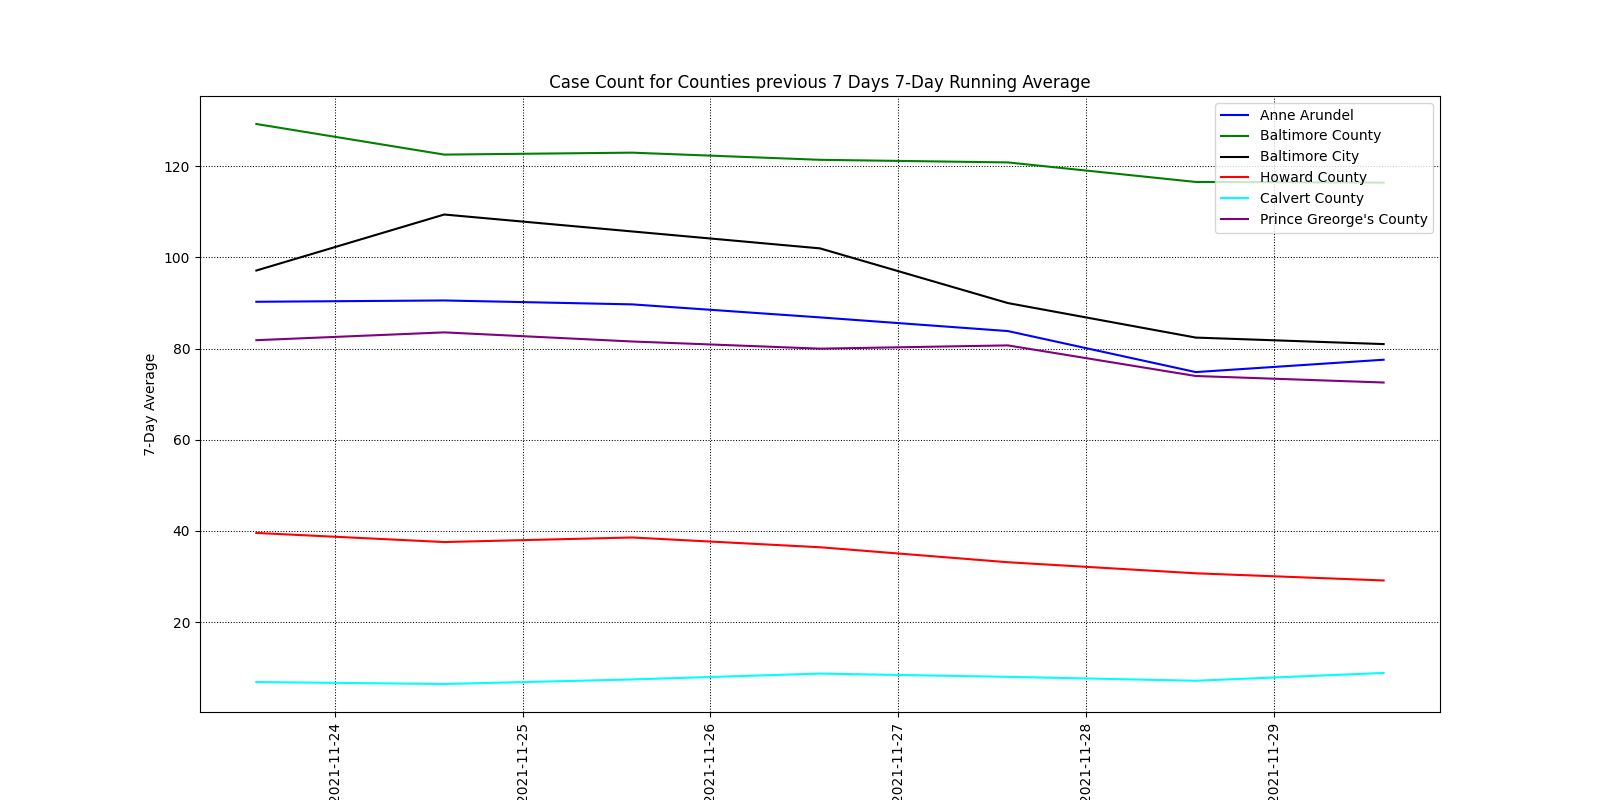 Case Count for Counties previous 7 Days 7-Day Running Average
Anne Arundel
Baltimore County
Baltimore City
Howard County
Calvert County
Prince Greorge's County
7-Day Average
120
100
80
60
40
20
2021-11-24
2021-11-25
2021-11-26
2021-11-27
2021-11-28
2021-11-29